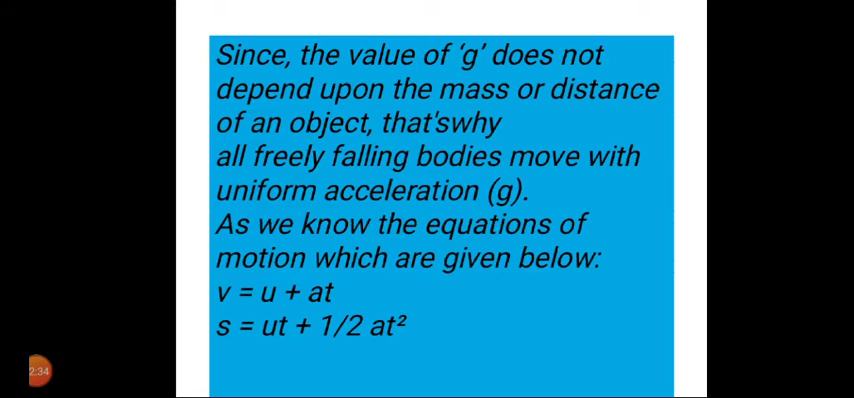 Since, the value of ‘g’ does not
depend upon the mass or distance
of an object, that'swhy
all freely falling bodies move with
uniform acceleration (g).
As we know the equations of
motion which are given below:
v = u + at
s = ut + 1/2 at²
2:34